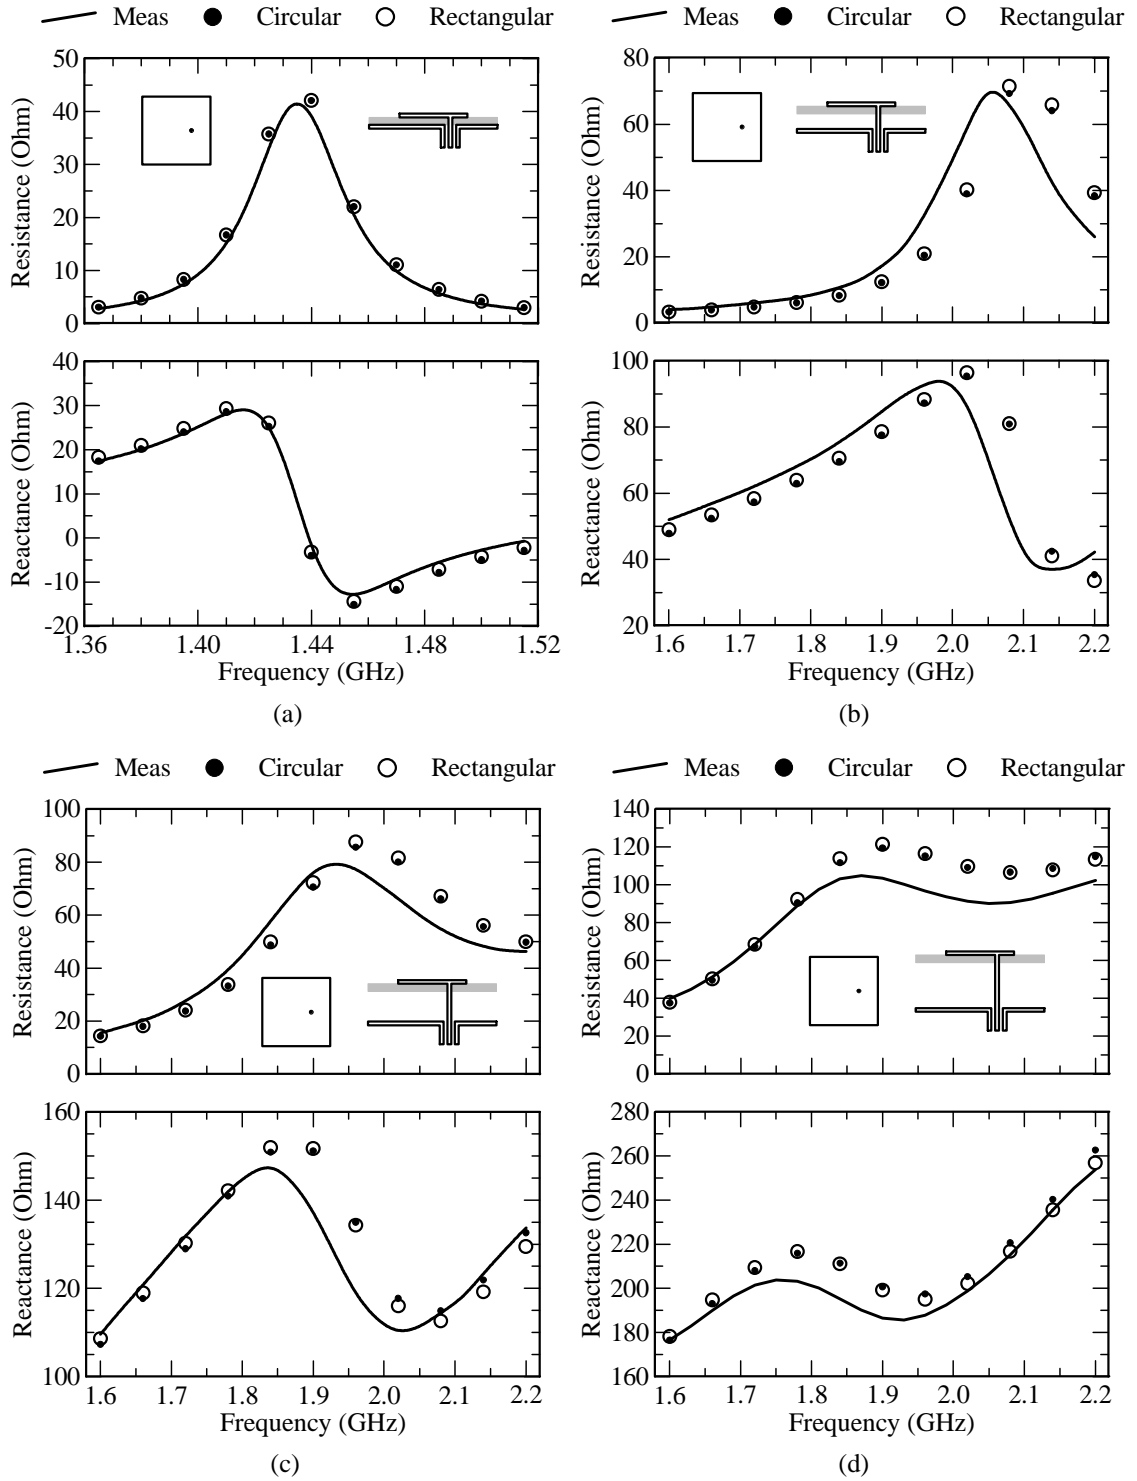 Meas Circular Rectangular
Meas Circular Rectangular
50
40
30
20
10
0
Resistance (Ohm)
80
60
40
20
0
Resistance (Ohm)
40
30
20
10
0
-10
-20
Reactance (Ohm)
1.36 1.40 1.44 1.48 1.52
Frequency (GHz)
(a)
100
80
60
40
20
Reactance (Ohm)
1.6 1.7 1.8 1.9 2.0 2.1 2.2
Frequency (GHz)
(b)
Meas Circular Rectangular
Meas Circular Rectangular
100
80
60
40
20
0
Resistance (Ohm)
140
120
100
80
60
40
20
0
Resistance (Ohm)
160
140
120
100
Reactance (Ohm)
1.6 1.7 1.8 1.9 2.0 2.1 2.2
Frequency (GHz)
(c)
280
260
240
220
200
180
160
Reactance (Ohm)
1.6 1.7 1.8 1.9 2.0 2.1 2.2
Frequency (GHz)
(d)